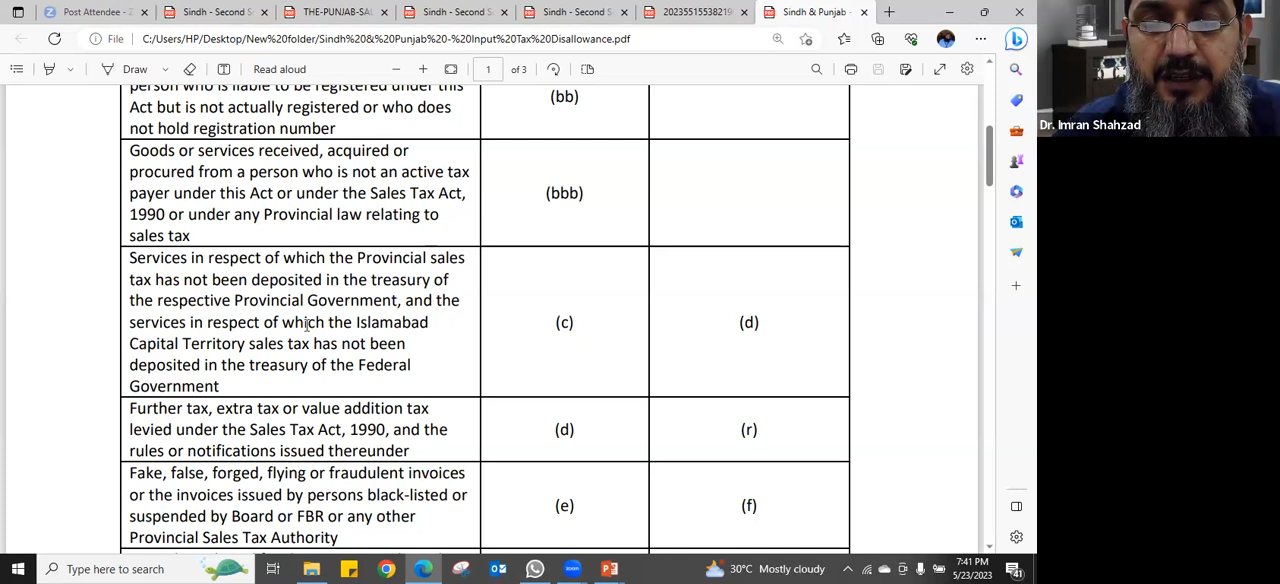 Post Attendee - Z
Sindh - Second S
THE-PUNJAB-SAL
Sindh - Second S
Sindh - Second S
20235515538219
Sindh & Punjab -
File
C:/Users/HP/Desktop/New%20folder/Sindh%20&%20Punjab%20-%20Input%20Tax%20Disallowance.pdf
Draw
Read aloud
1 of 3
person who is liable to be registered under this
Act but is not actually registered or who does
not hold registration number
(bb)
Goods or services received, acquired or
procured from a person who is not an active tax
payer under this Act or under the Sales Tax Act,
1990 or under any Provincial law relating to
sales tax
(bbb)
Services in respect of which the Provincial sales
tax has not been deposited in the treasury of
the respective Provincial Government, and the
services in respect of which the Islamabad
Capital Territory sales tax has not been
deposited in the treasury of the Federal
Government
(c)
(d)
Further tax, extra tax or value addition tax
levied under the Sales Tax Act, 1990, and the
rules or notifications issued thereunder
(d)
(r)
Fake, false, forged, flying or fraudulent invoices
or the invoices issued by persons black-listed or
suspended by Board or FBR or any other
Provincial Sales Tax Authority
(e)
(f)
Dr. Imran Shahzad
Type here to search
30°C Mostly cloudy
7:41 PM
5/23/2023
41